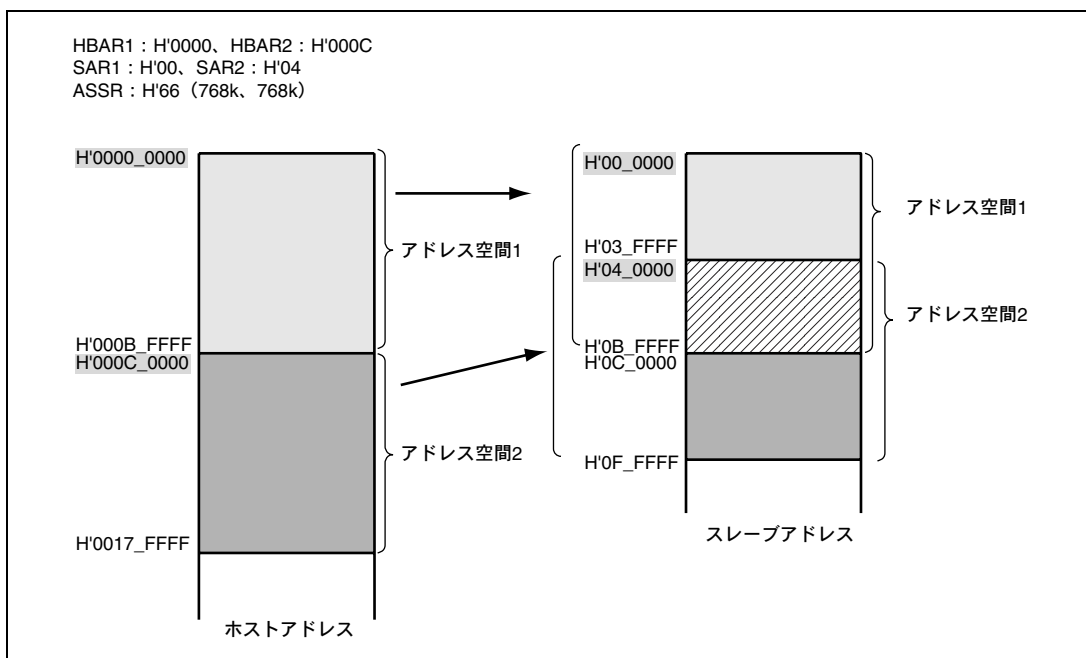 HBAR1：H'0000、HBAR2：H'000C
SAR1：H'00、SAR2：H'04
ASSR：H'66（768k、768k）
H'0000_0000
アドレス空間1
H'000B_FFFF
H'000C_0000
アドレス空間2
H'0017_FFFF
ホストアドレス
H'00_0000
アドレス空間1
H'03_FFFF
H'04_0000
アドレス空間2
H'0B_FFFF
H'0C_0000
H'0F_FFFF
スレーブアドレス